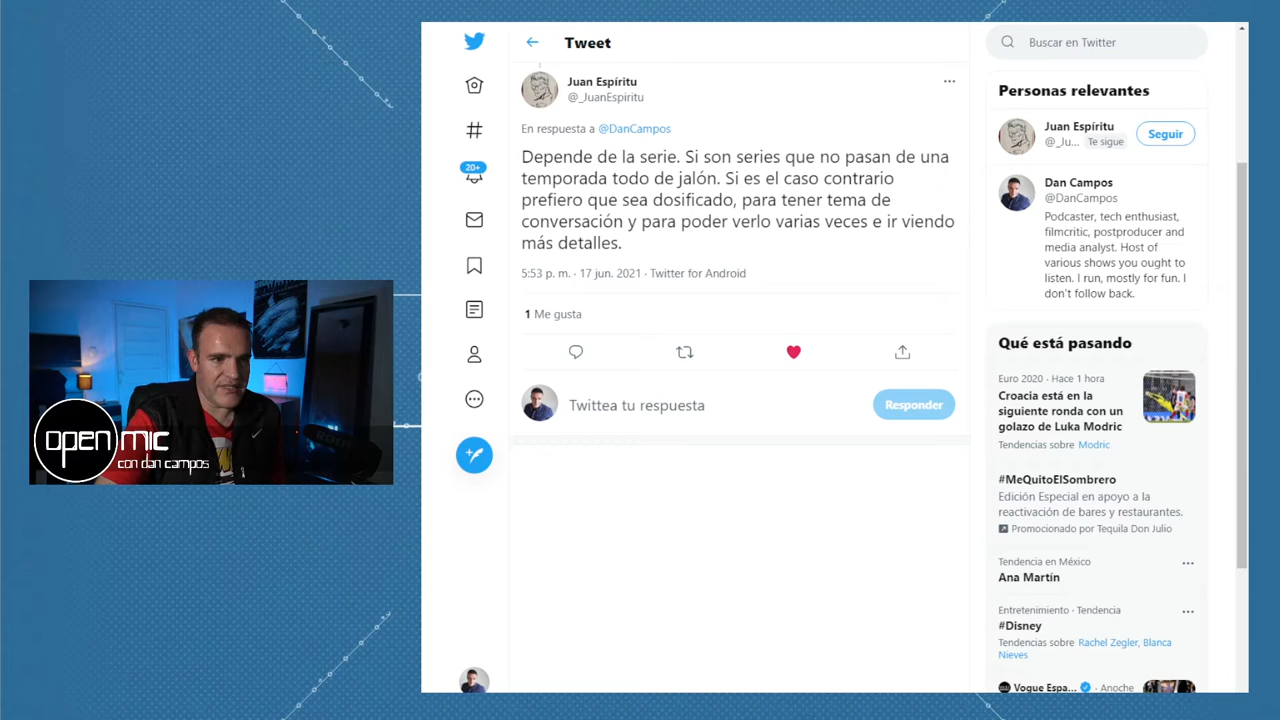 Tweet
Juan Espíritu
@_JuanEspiritu
En respuesta a @DanCampos
Depende de la serie. Si son series que no pasan de una
temporada todo de jalón. Si es el caso contrario
prefiero que sea dosificado, para tener tema de
conversación y para poder verlo varias veces e ir viendo
más detalles.
5:53 p. m. · 17 jun. 2021 · Twitter for Android
1 Me gusta
Twittea tu respuesta
Responder
20+
Buscar en Twitter
Personas relevantes
Juan Espíritu
@_Ju... Te sigue
Seguir
Dan Campos
@DanCampos
Podcaster, tech enthusiast,
filmcritic, postproducer and
media analyst. Host of
various shows you ought to
listen. I run, mostly for fun. I
don't follow back.
Qué está pasando
Euro 2020 · Hace 1 hora
Croacia está en la
siguiente ronda con un
golazo de Luka Modric
Tendencias sobre Modric
#MeQuitoElSombrero
Edición Especial en apoyo a la
reactivación de bares y restaurantes.
Promocionado por Tequila Don Julio
Tendencia en México
Ana Martín
Entretenimiento · Tendencia
#Disney
Tendencias sobre Rachel Zegler, Blanca
Nieves
Vogue Espa... · Anoche
open mic
con dan campos